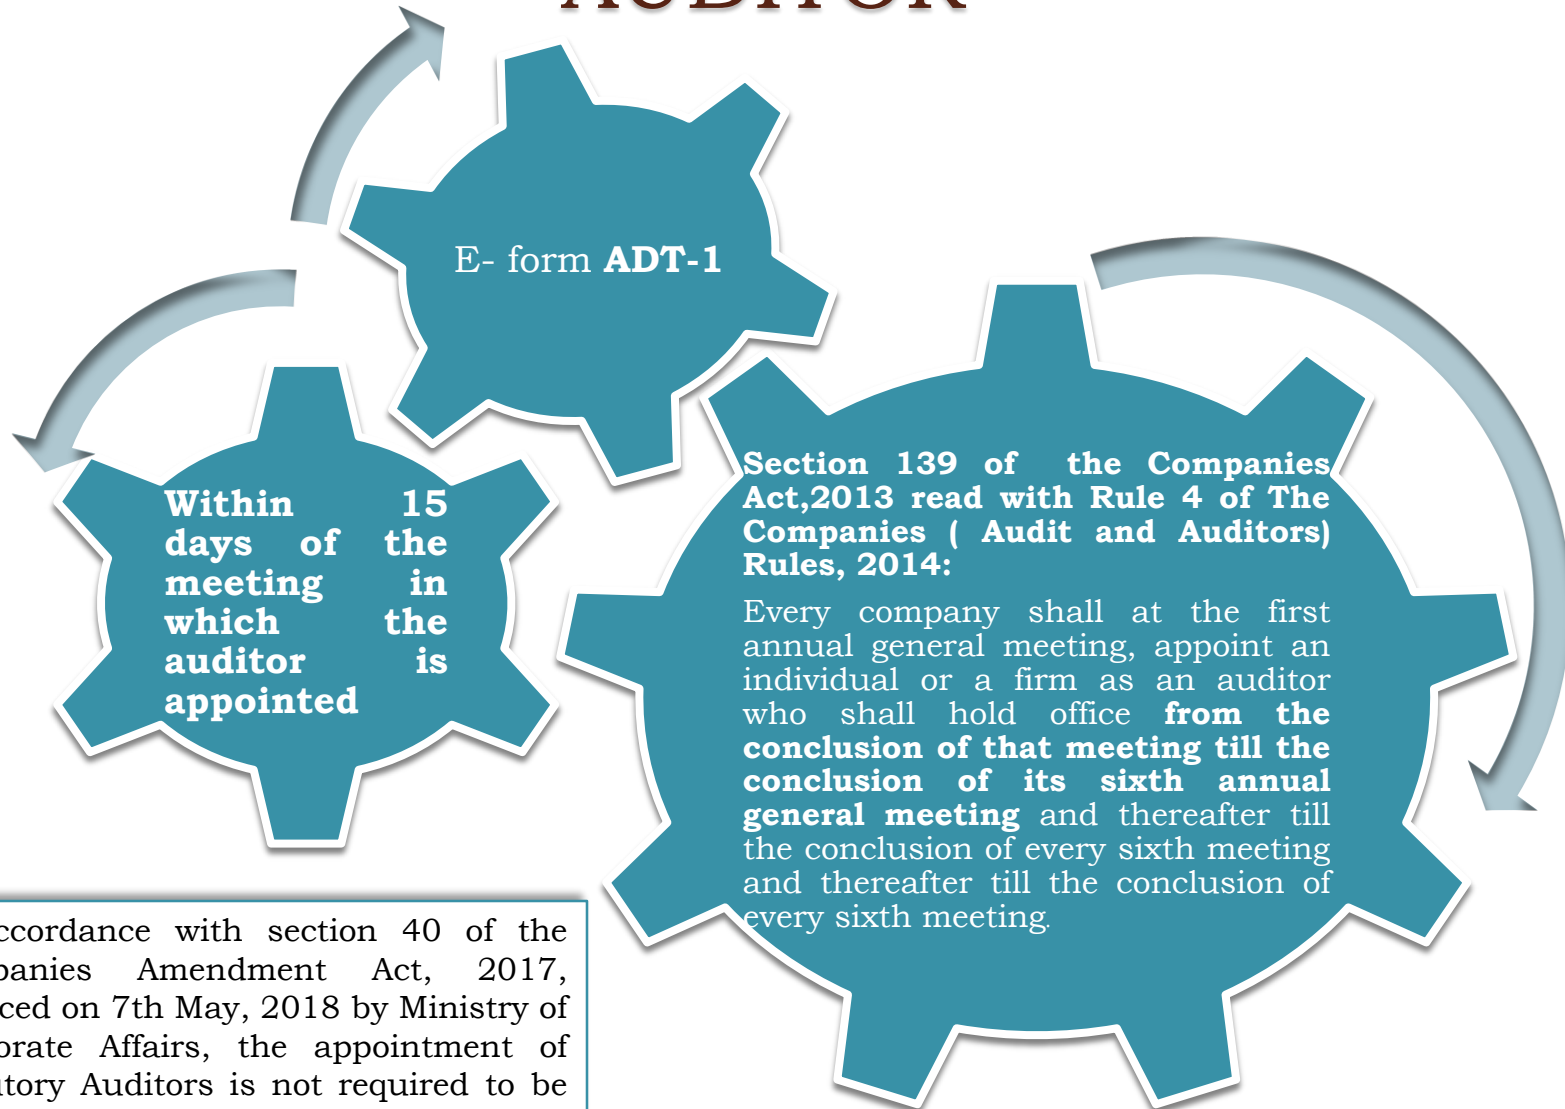 AUDITOR
E- form ADT-1
Within 15
days of the
meeting in
which the
auditor is
appointed
Section 139 of the Companies
Act,2013 read with Rule 4 of The
Companies ( Audit and Auditors)
Rules, 2014:
Every company shall at the first
annual general meeting, appoint an
individual or a firm as an auditor
who shall hold office from the
conclusion of that meeting till the
conclusion of its sixth annual
general meeting and thereafter till
the conclusion of every sixth meeting
and thereafter till the conclusion of
every sixth meeting.
with section 40 of the
Amendment Act, 2017,
on 7th May, 2018 by Ministry of
Affairs, the appointment of
Auditors is not required to be